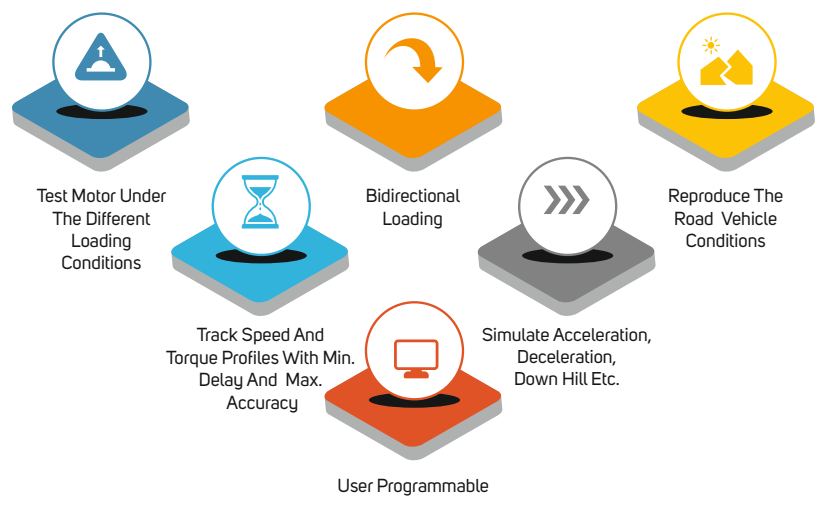 Test Motor Under
The Different
Loading
Conditions
Bidirectional
Loading
Reproduce The
Road Vehicle
Conditions
Track Speed And
Torque Profiles With Min.
Delay And Max.
Accuracy
Simulate Acceleration,
Deceleration,
Down Hill Etc.
User Programmable